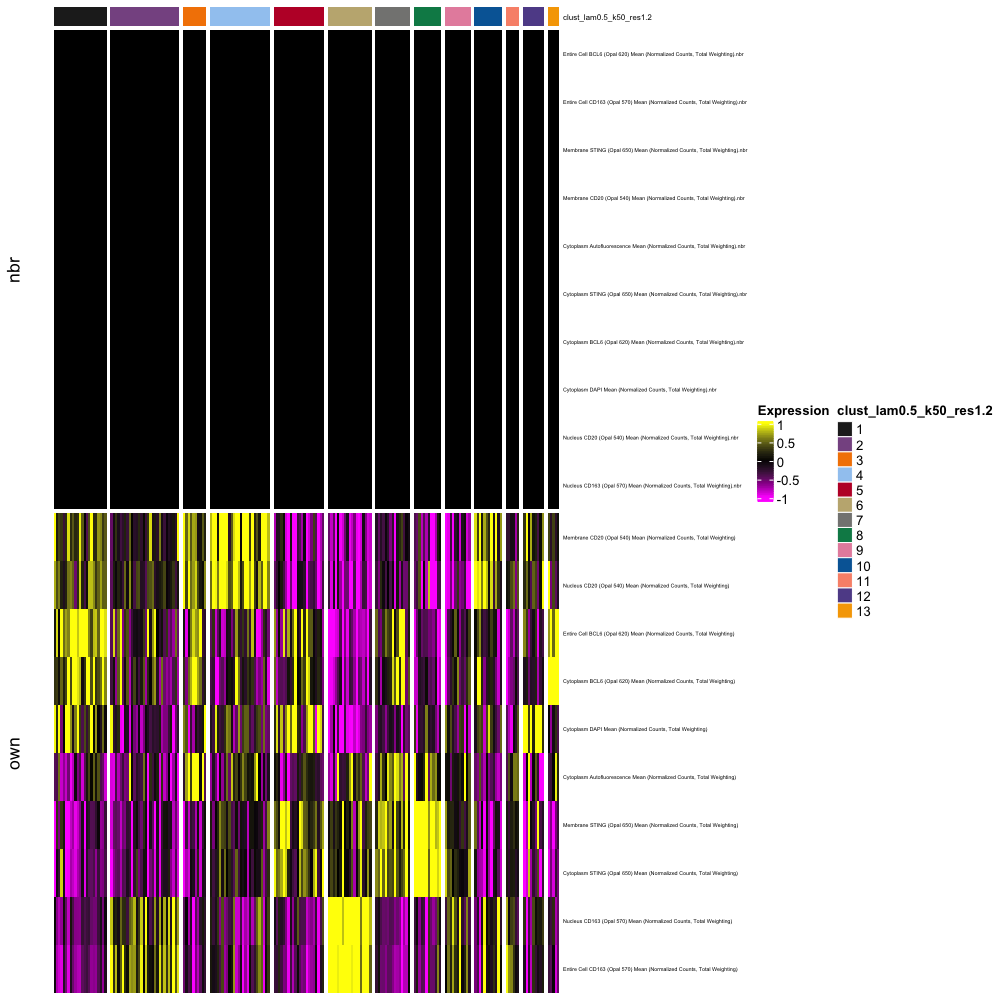 clust_lam0.5_k50_res1.2
nbr
Entire Cell BCL6 (Opal 620) Mean (Normalized Counts, Total Weighting).nbr
Entire Cell CD163 (Opal 570) Mean (Normalized Counts, Total Weighting).nbr
Membrane STING (Opal 650) Mean (Normalized Counts, Total Weighting).nbr
Membrane CD20 (Opal 540) Mean (Normalized Counts, Total Weighting).nbr
Cytoplasm Autofluorescence Mean (Normalized Counts, Total Weighting).nbr
Cytoplasm STING (Opal 650) Mean (Normalized Counts, Total Weighting).nbr
Cytoplasm BCL6 (Opal 620) Mean (Normalized Counts, Total Weighting).nbr
Cytoplasm DAPI Mean (Normalized Counts, Total Weighting).nbr
Nucleus CD20 (Opal 540) Mean (Normalized Counts, Total Weighting).nbr
Nucleus CD163 (Opal 570) Mean (Normalized Counts, Total Weighting).nbr
own
Membrane CD20 (Opal 540) Mean (Normalized Counts, Total Weighting)
Nucleus CD20 (Opal 540) Mean (Normalized Counts, Total Weighting)
Entire Cell BCL6 (Opal 620) Mean (Normalized Counts, Total Weighting)
Cytoplasm BCL6 (Opal 620) Mean (Normalized Counts, Total Weighting)
Cytoplasm DAPI Mean (Normalized Counts, Total Weighting)
Cytoplasm Autofluorescence Mean (Normalized Counts, Total Weighting)
Membrane STING (Opal 650) Mean (Normalized Counts, Total Weighting)
Cytoplasm STING (Opal 650) Mean (Normalized Counts, Total Weighting)
Nucleus CD163 (Opal 570) Mean (Normalized Counts, Total Weighting)
Entire Cell CD163 (Opal 570) Mean (Normalized Counts, Total Weighting)
Expression
1
0.5
0
-0.5
-1
clust_lam0.5_k50_res1.2
1
2
3
4
5
6
7
8
9
10
11
12
13